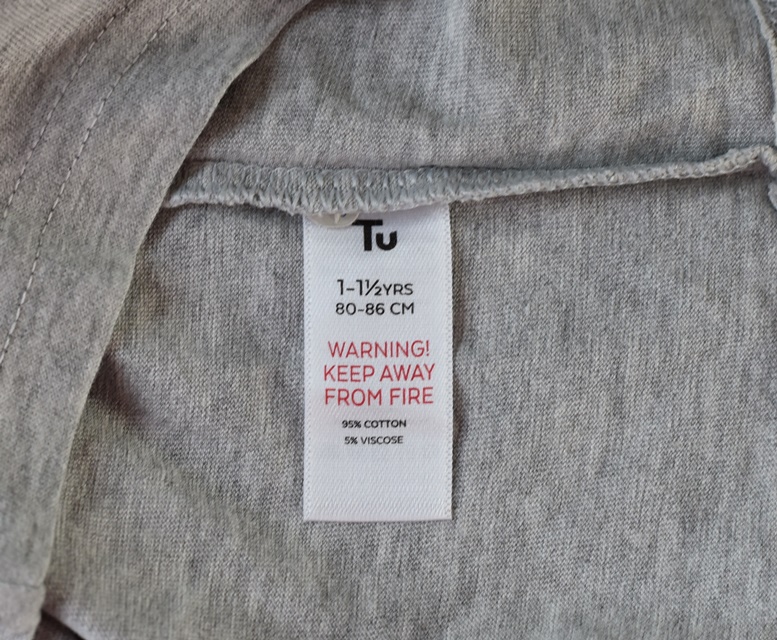 Tu
1-1½YRS
80-86 CM
WARNING!
KEEP AWAY
FROM FIRE
95% COTTON
5% VISCOSE